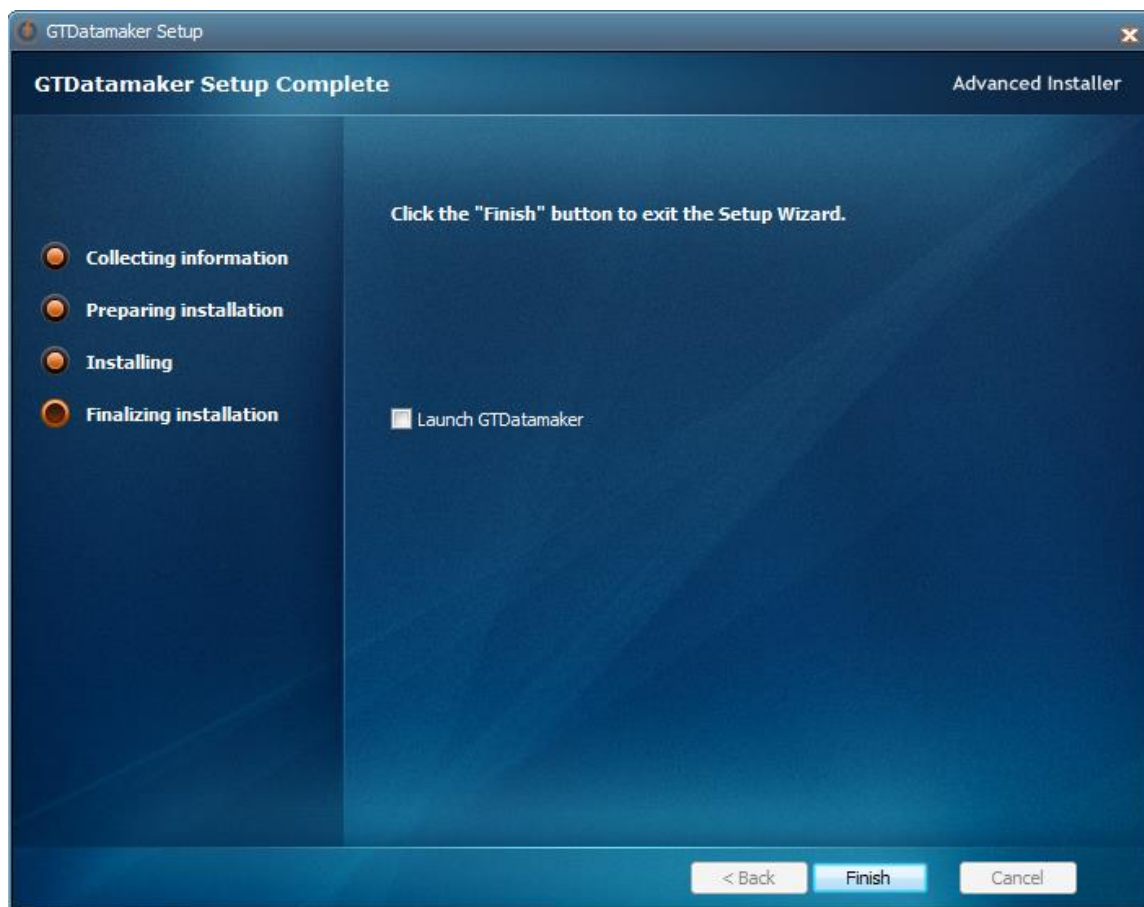 GTDatamaker Setup
GTDatamaker Setup Complete
Advanced Installer
Click the "Finish" button to exit the Setup Wizard.
Collecting information
Preparing installation
Installing
Finalizing installation
Launch GTDatamaker
< Back
Finish
Cancel